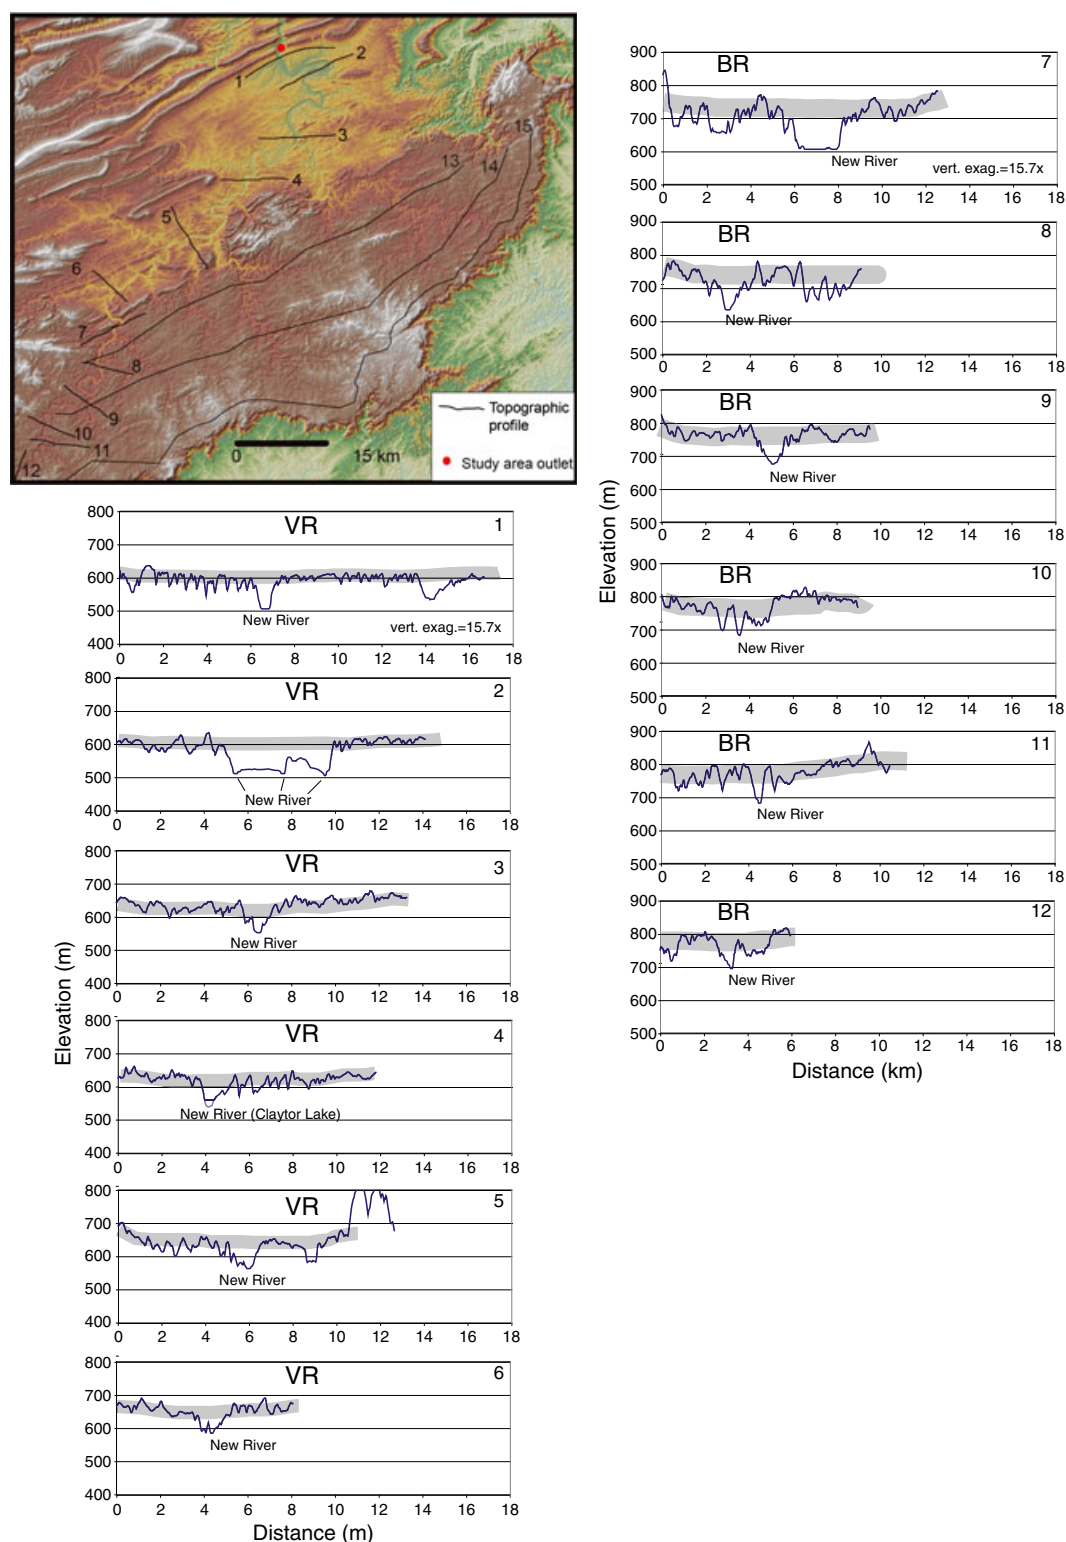 1
2
3
4
5
6
7
8
9
10
11
12
13
14
15
Topographic
profile
0 15 km
Study area outlet
VR
1
800
700
600
500
400
New River
vert. exag.=15.7x
0 2 4 6 8 10 12 14 16 18
VR
2
800
700
600
500
400
New River
0 2 4 6 8 10 12 14 16 18
VR
3
800
700
600
500
400
New River
0 2 4 6 8 10 12 14 16 18
Elevation (m)
VR
4
800
700
600
500
400
New River (Claytor Lake)
0 2 4 6 8 10 12 14 16 18
VR
5
800
700
600
500
400
New River
0 2 4 6 8 10 12 14 16 18
VR
6
800
700
600
500
400
New River
0 2 4 6 8 10 12 14 16 18
Distance (m)
BR
7
900
800
700
600
500
New River
vert. exag.=15.7x
0 2 4 6 8 10 12 14 16 18
BR
8
900
800
700
600
500
New River
0 2 4 6 8 10 12 14 16 18
BR
9
900
800
700
600
500
New River
0 2 4 6 8 10 12 14 16 18
Elevation (m)
BR
10
900
800
700
600
500
New River
0 2 4 6 8 10 12 14 16 18
BR
11
900
800
700
600
500
New River
0 2 4 6 8 10 12 14 16 18
BR
12
900
800
700
600
500
New River
0 2 4 6 8 10 12 14 16 18
Distance (km)